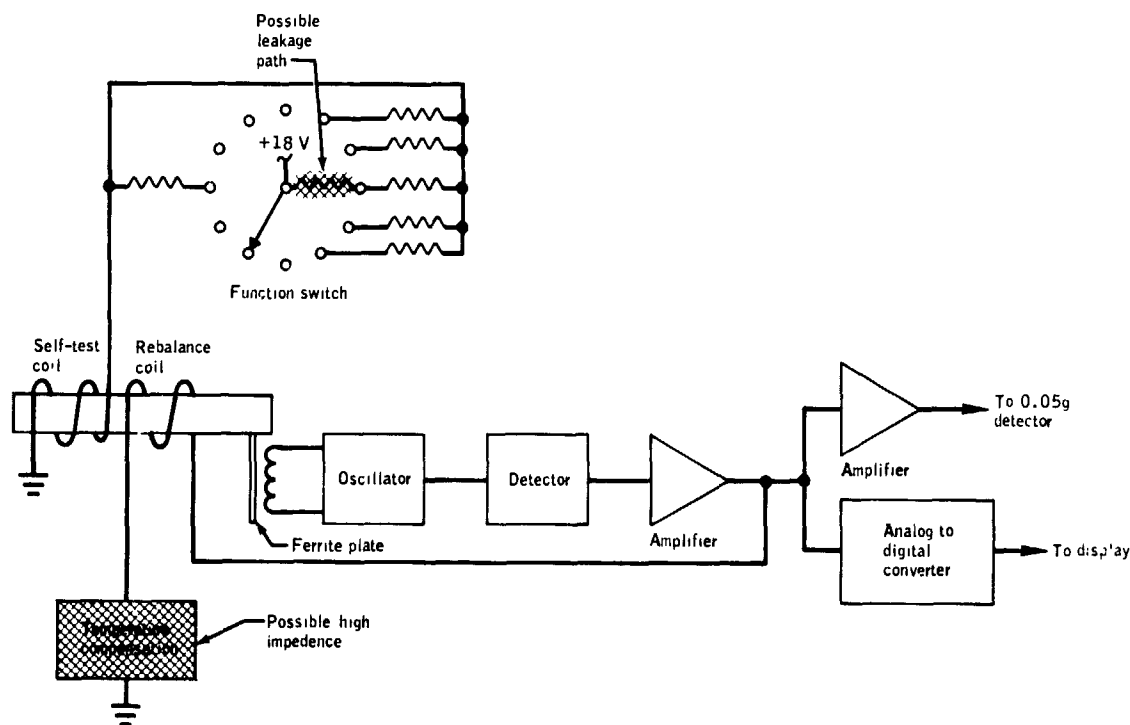 Possible
leakage
path
+18 V
Function switch
Self-test
coil
Rebalance
coil
To 0.05g
detector
Amplifier
Oscillator
Detector
Amplifier
Analog to
digital
converter
To display
Ferrite plate
Possible high
impedence
Temperature
compensation